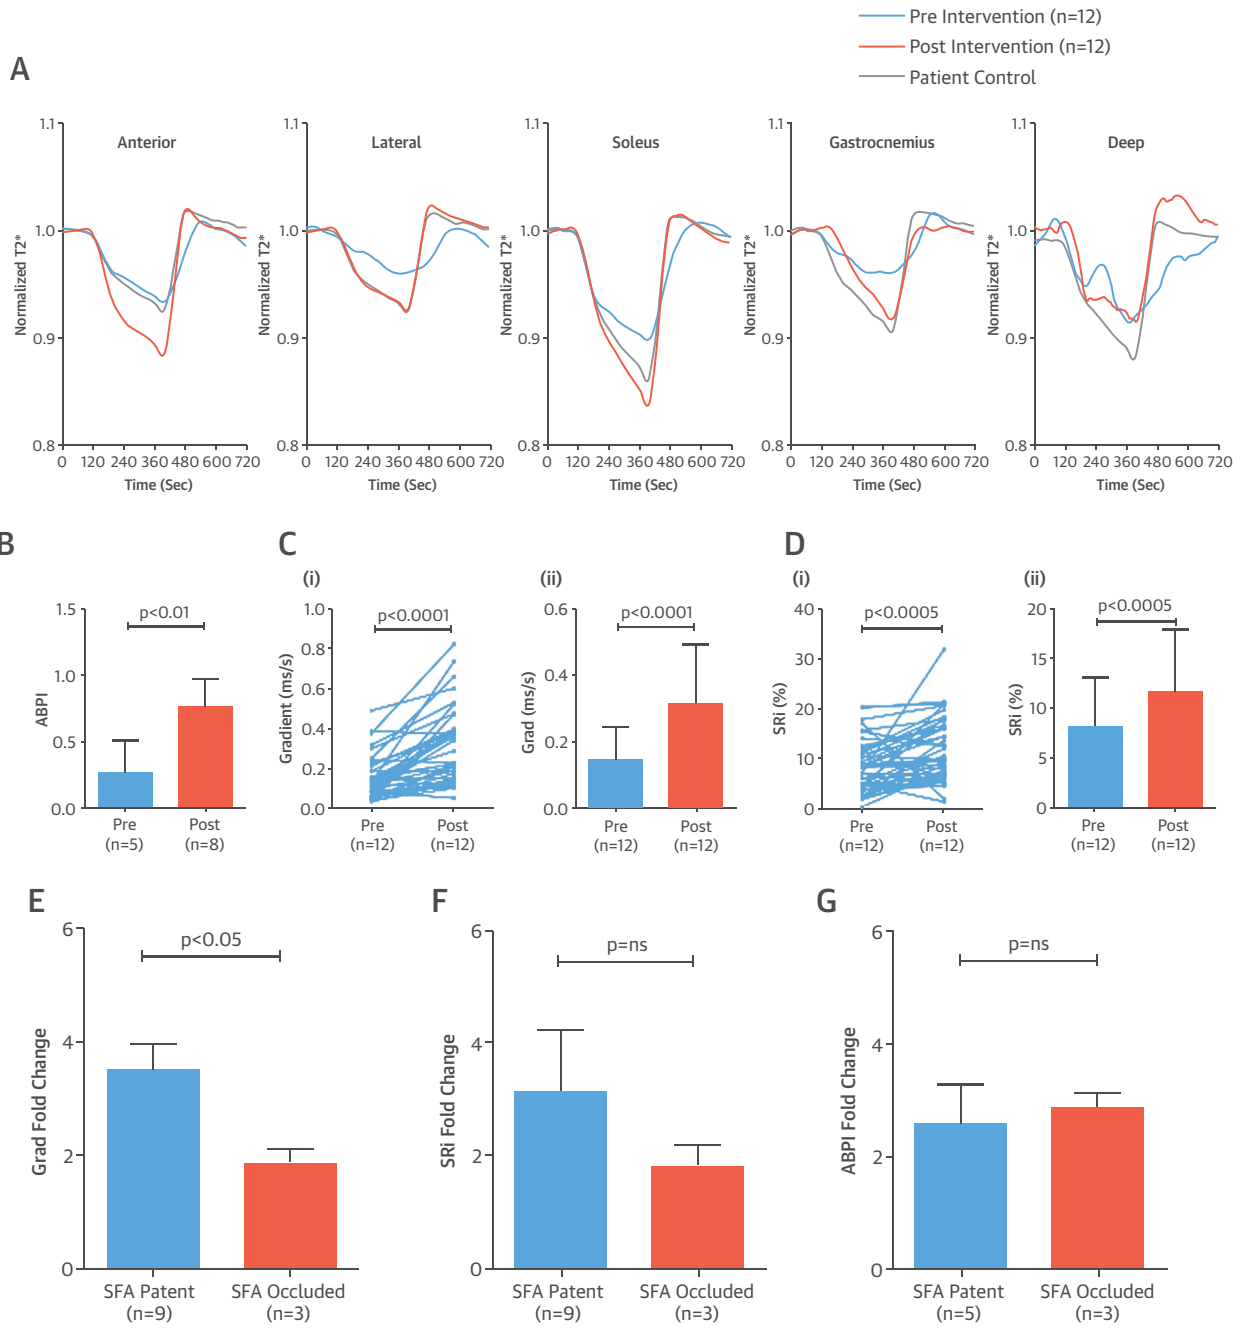 Pre Intervention (n=12)
Post Intervention (n=12)
Patient Control
A
Anterior
Normalized T2*
1.1
1.0
0.9
0.8
0 120 240 360 480 600 720
Time (Sec)
Lateral
Normalized T2*
1.1
1.0
0.9
0.8
0 120 240 360 480 600 720
Time (Sec)
Soleus
Normalized T2*
1.1
1.0
0.9
0.8
0 120 240 360 480 600 720
Time (Sec)
Gastrocnemius
Normalized T2*
1.1
1.0
0.9
0.8
0 120 240 360 480 600 720
Time (Sec)
Deep
Normalized T2*
1.1
1.0
0.9
0.8
0 120 240 360 480 600 720
Time (Sec)
B
ABPI
1.5
1.0
0.5
0.0
p<0.01
Pre Post
(n=5) (n=8)
C
(i)
Gradient (ms/s)
1.0
0.8
0.6
0.4
0.2
0.0
p<0.0001
Pre Post
(n=12) (n=12)
(ii)
Grad (ms/s)
0.6
0.4
0.2
0.0
p<0.0001
Pre Post
(n=12) (n=12)
D
(i)
SRi (%)
40
30
20
10
0
p<0.0005
Pre Post
(n=12) (n=12)
(ii)
SRi (%)
20
15
10
5
0
p<0.0005
Pre Post
(n=12) (n=12)
E
Grad Fold Change
6
4
2
0
p<0.05
SFA Patent SFA Occluded
(n=9) (n=3)
F
SRi Fold Change
6
4
2
0
p=ns
SFA Patent SFA Occluded
(n=9) (n=3)
G
ABPI Fold Change
6
4
2
0
p=ns
SFA Patent SFA Occluded
(n=5) (n=3)